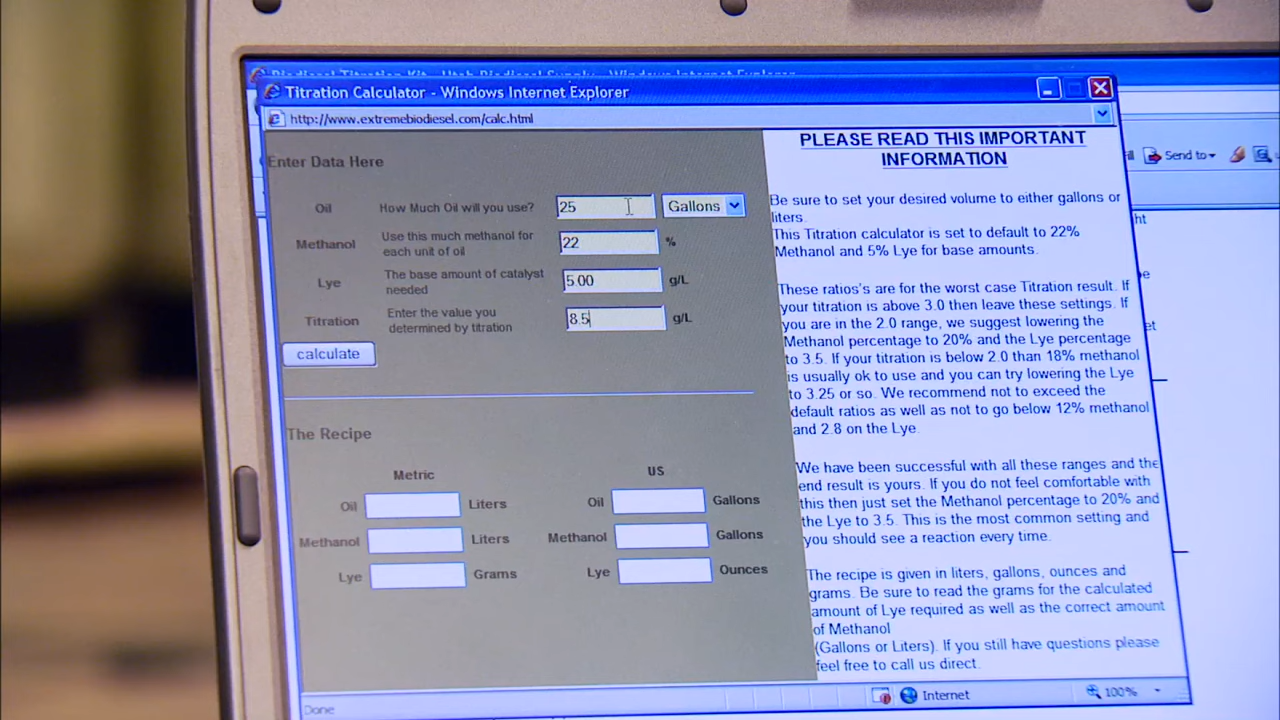 Biodiesel Titration Kit - Utah Biodiesel Supply - Windows Internet Explorer
Titration Calculator - Windows Internet Explorer
http://www.extremebiodiesel.com/calc.html
Send to
Enter Data Here
Oil How Much Oil will you use? 25 Gallons
Methanol Use this much methanol for
each unit of oil 22 %
Lye The base amount of catalyst
needed 5.00 g/L
Titration Enter the value you
determined by titration 8.5 g/L
calculate
The Recipe
Metric US
Oil Liters Oil Gallons
Methanol Liters Methanol Gallons
Lye Grams Lye Ounces
PLEASE READ THIS IMPORTANT
INFORMATION
Be sure to set your desired volume to either gallons or
liters.
This Titration calculator is set to default to 22%
Methanol and 5% Lye for base amounts.
These ratios's are for the worst case Titration result. If
your titration is above 3.0 then leave these settings. If
you are in the 2.0 range, we suggest lowering the
Methanol percentage to 20% and the Lye percentage
to 3.5. If your titration is below 2.0 than 18% methanol
is usually ok to use and you can try lowering the Lye
to 3.25 or so. We recommend not to exceed the
default ratios as well as not to go below 12% methanol
and 2.8 on the Lye.
We have been successful with all these ranges and the
end result is yours. If you do not feel comfortable with
this then just set the Methanol percentage to 20% and
the Lye to 3.5. This is the most common setting and
you should see a reaction every time.
The recipe is given in liters, gallons, ounces and
grams. Be sure to read the grams for the calculated
amount of Lye required as well as the correct amount
of Methanol
(Gallons or Liters). If you still have questions please
feel free to call us direct.
Done
Internet
100%